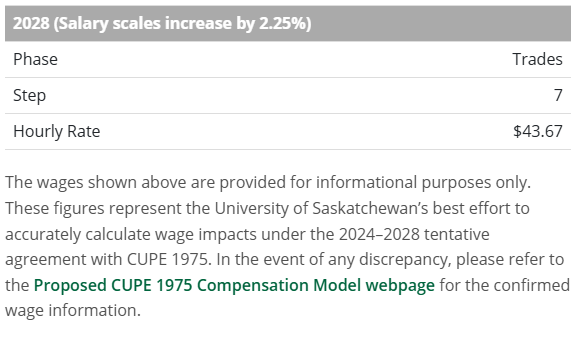 2028 (Salary scales increase by 2.25%)
Phase Trades
Step 7
Hourly Rate $43.67
The wages shown above are provided for informational purposes only.
These figures represent the University of Saskatchewan’s best effort to
accurately calculate wage impacts under the 2024–2028 tentative
agreement with CUPE 1975. In the event of any discrepancy, please refer to
the Proposed CUPE 1975 Compensation Model webpage for the confirmed
wage information.